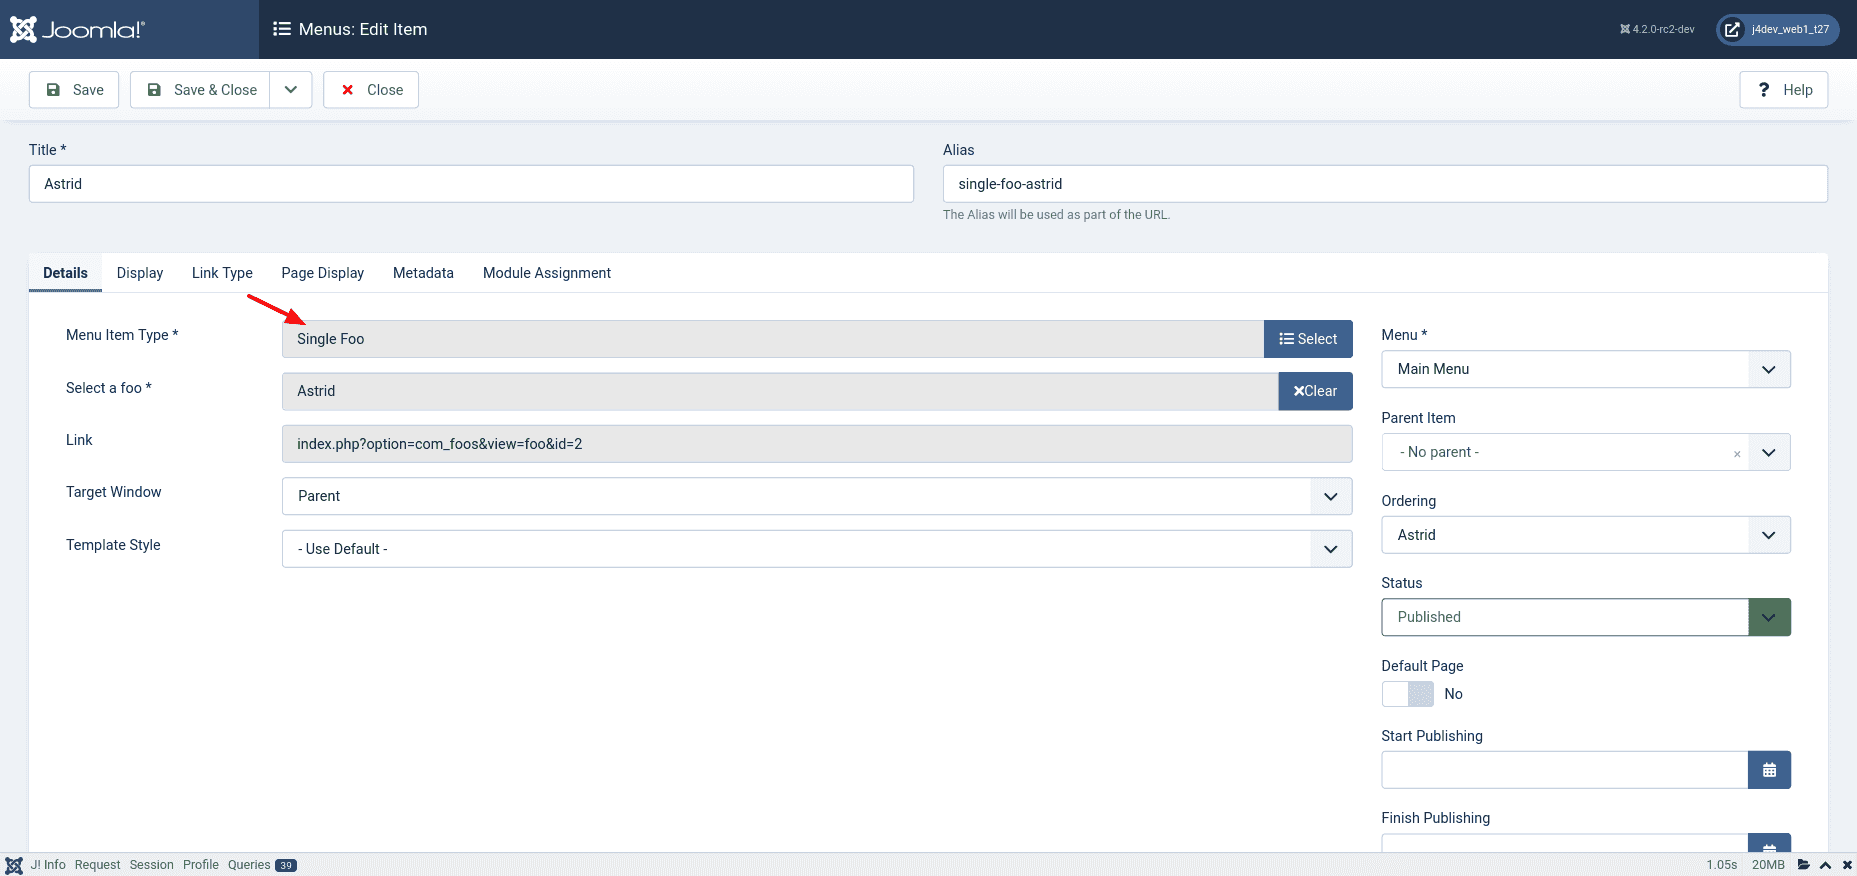 Joomla!
Menus: Edit Item
4.2.0-rc2-dev
j4dev_web1_t27
Save
Save & Close
Close
? Help
Title *
Alias
Astrid
single-foo-astrid
The Alias will be used as part of the URL.
Details Display Link Type Page Display Metadata Module Assignment
Menu Item Type *
Single Foo
Select
Select a foo *
Astrid
Clear
Link
index.php?option=com_foos&view=foo&id=2
Target Window
Parent
Template Style
- Use Default -
Menu *
Main Menu
Parent Item
- No parent -
Ordering
Astrid
Status
Published
Default Page
No
Start Publishing
Finish Publishing
J! Info Request Session Profile Queries 39
1.05s 20MB